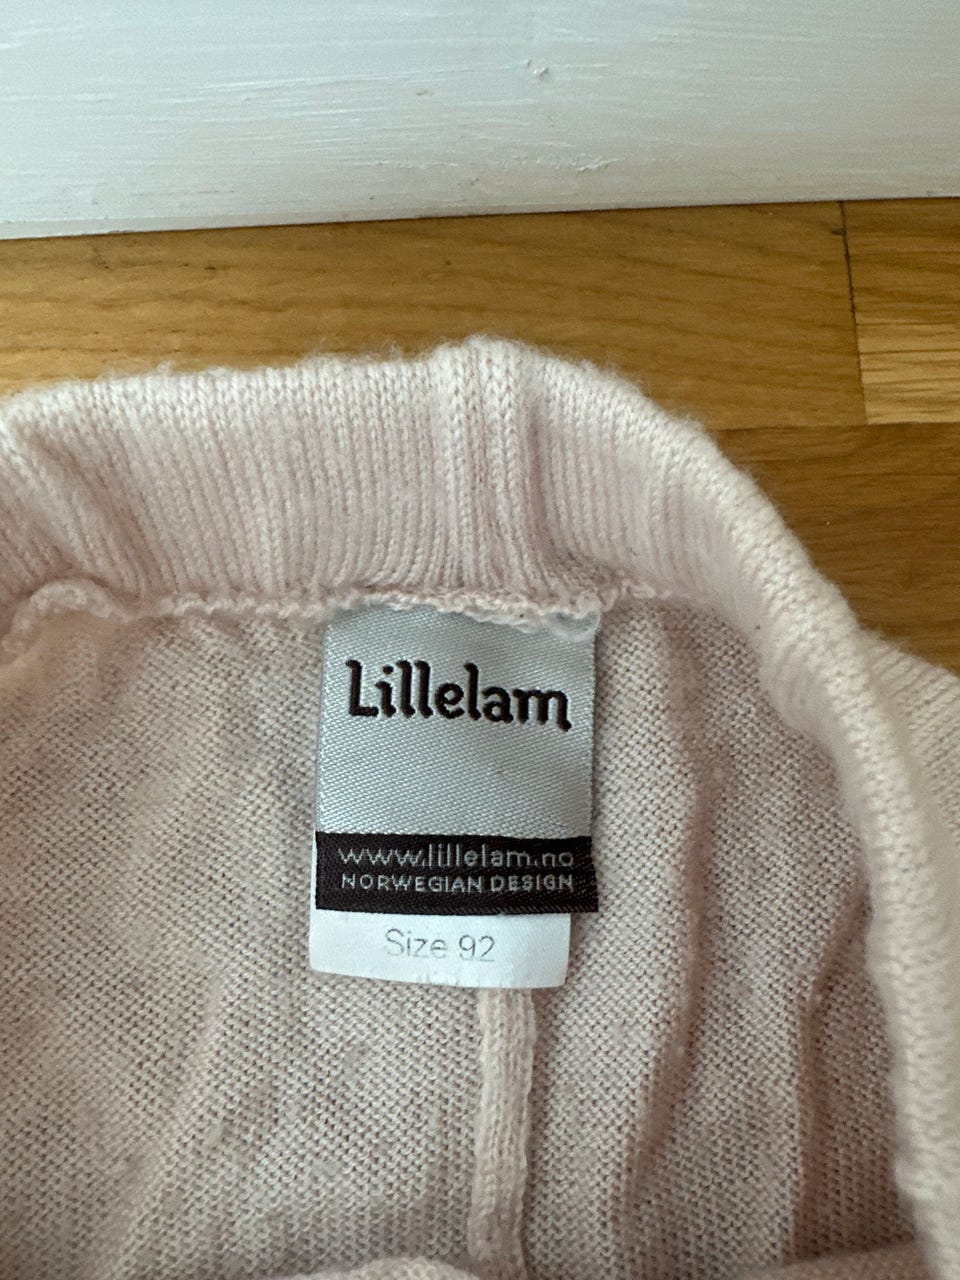 Lillelam
www.lillelam.no
NORWEGIAN DESIGN
Size 92